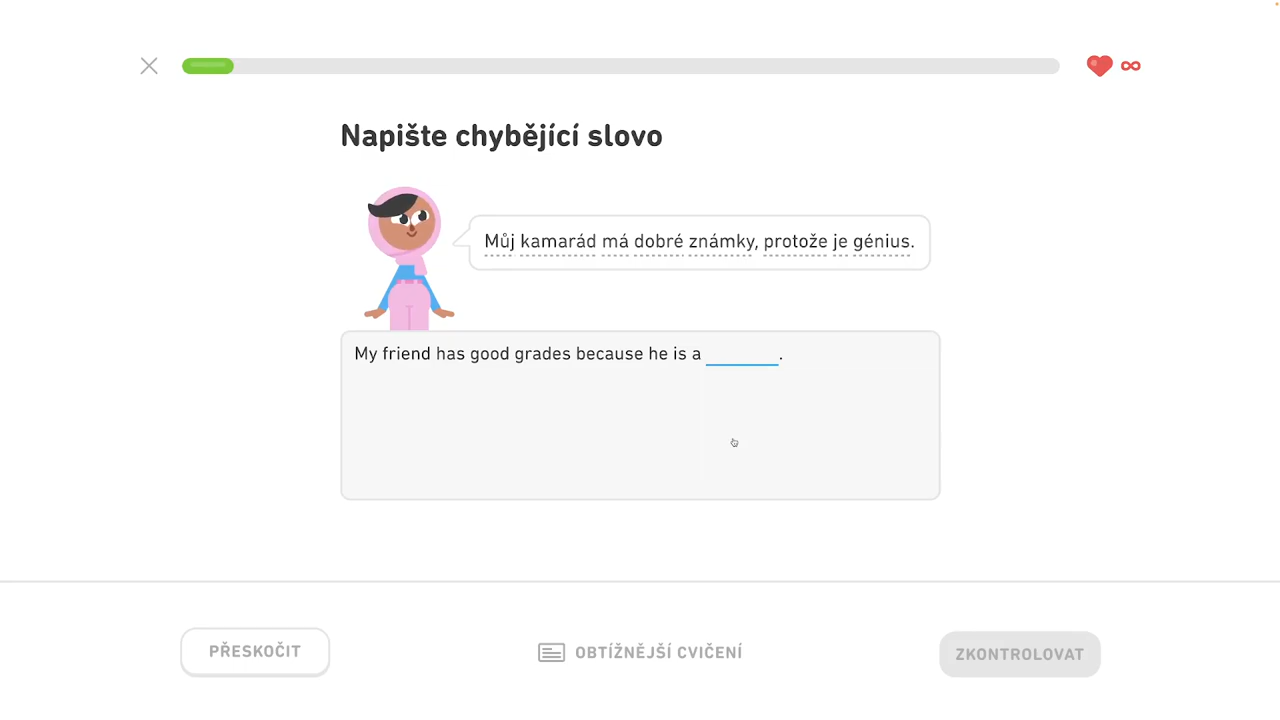 Napište chybějící slovo
Můj kamarád má dobré známky, protože je génius.
My friend has good grades because he is a ________.
PŘESKOČIT
OBTÍŽNĚJŠÍ CVIČENÍ
ZKONTROLOVAT